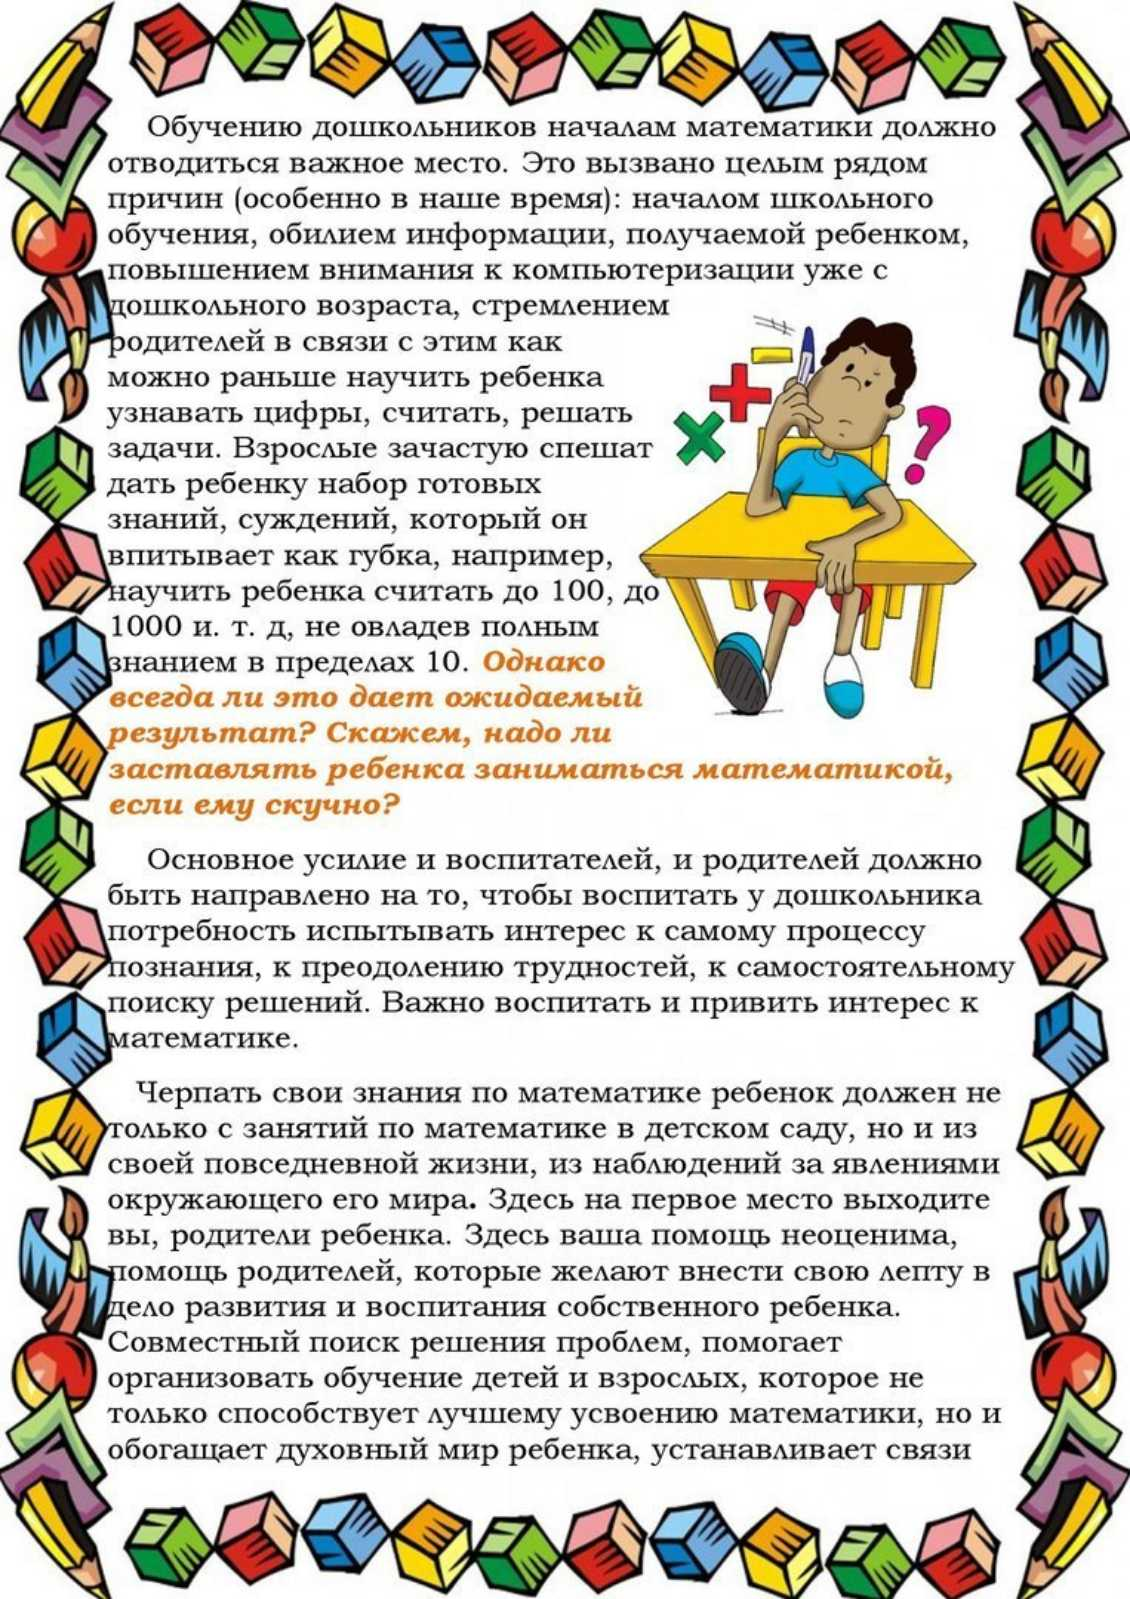 Обучению дошкольников началам математики должно
отводиться важное место. Это вызвано целым рядом
причин (особенно в наше время): началом школьного
обучения, обилием информации, получаемой ребенком,
повышением внимания к компьютеризации уже с
дошкольного возраста, стремлением
родителей в связи с этим как
можно раньше научить ребенка
узнавать цифры, считать, решать
задачи. Взрослые зачастую спешат
дать ребенку набор готовых
знаний, суждений, который он
впитывает как губка, например,
научить ребенка считать до 100, до
1000 и. т. д, не овладев полным
знанием в пределах 10. Однако
всегда ли это дает ожидаемый
результат? Скажем, надо ли
заставлять ребенка заниматься математикой,
если ему скучно?
Основное усилие и воспитателей, и родителей должно
быть направлено на то, чтобы воспитать у дошкольника
потребность испытывать интерес к самому процессу
познания, к преодолению трудностей, к самостоятельному
поиску решений. Важно воспитать и привить интерес к
математике.
Черпать свои знания по математике ребенок должен не
только с занятий по математике в детском саду, но и из
своей повседневной жизни, из наблюдений за явлениями
окружающего его мира. Здесь на первое место выходите
вы, родители ребенка. Здесь ваша помощь неоценима,
помощь родителей, которые желают внести свою лепту в
дело развития и воспитания собственного ребенка.
Совместный поиск решения проблем, помогает
организовать обучение детей и взрослых, которое не
только способствует лучшему усвоению математики, но и
обогащает духовный мир ребенка, устанавливает связи